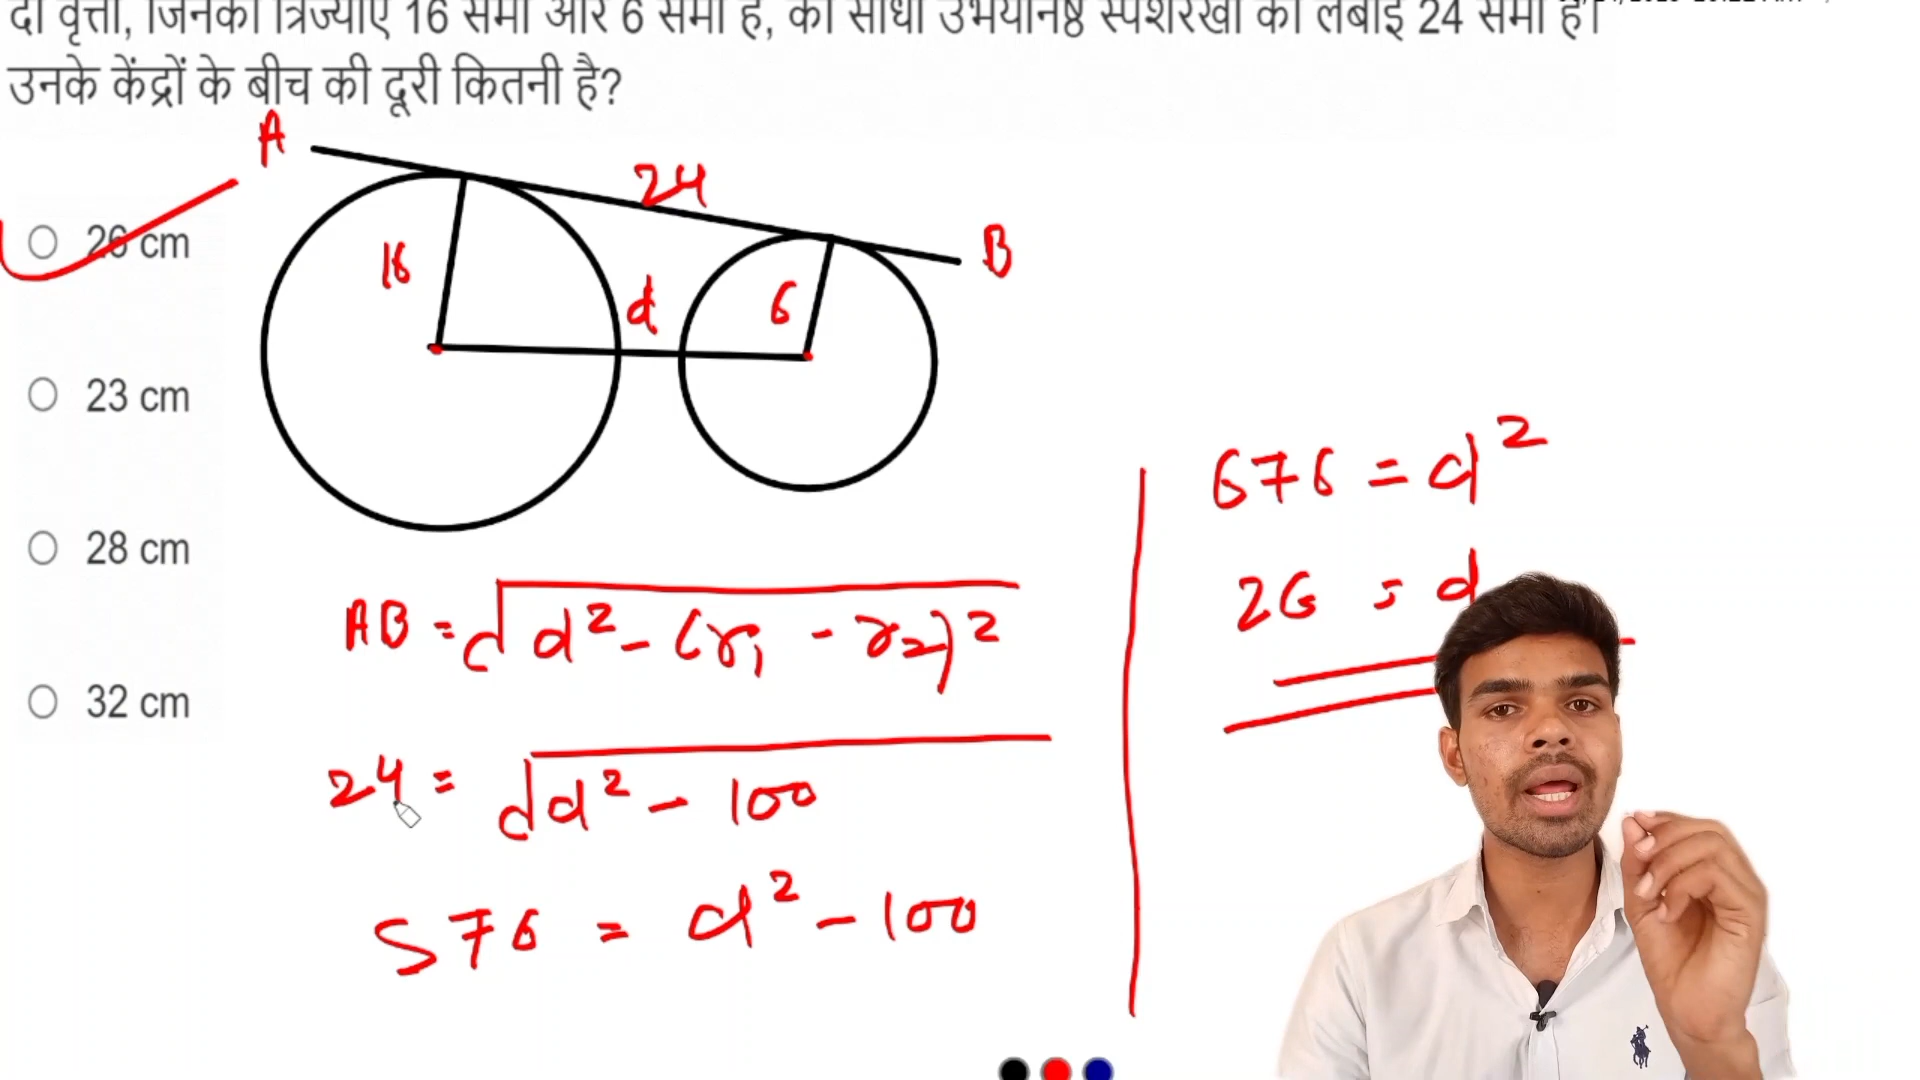 दो वृत्तों, जिनकी त्रिज्याएँ 16 सेमी और 6 सेमी हैं, की सीधी उभयनिष्ठ स्पर्शरेखा की लंबाई 24 सेमी है।
उनके केंद्रों के बीच की दूरी कितनी है?
A
24
B
26 cm
16
d
6
23 cm
28 cm
32 cm
AB = √d² - (r₁ - r₂)²
24 = √d² - 100
576 = d² - 100
676 = d²
26 = d